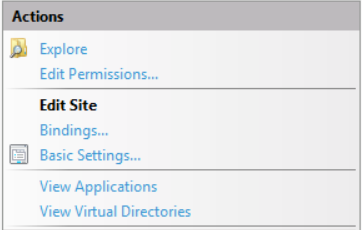 Actions
Explore
Edit Permissions...
Edit Site
Bindings...
Basic Settings...
View Applications
View Virtual Directories